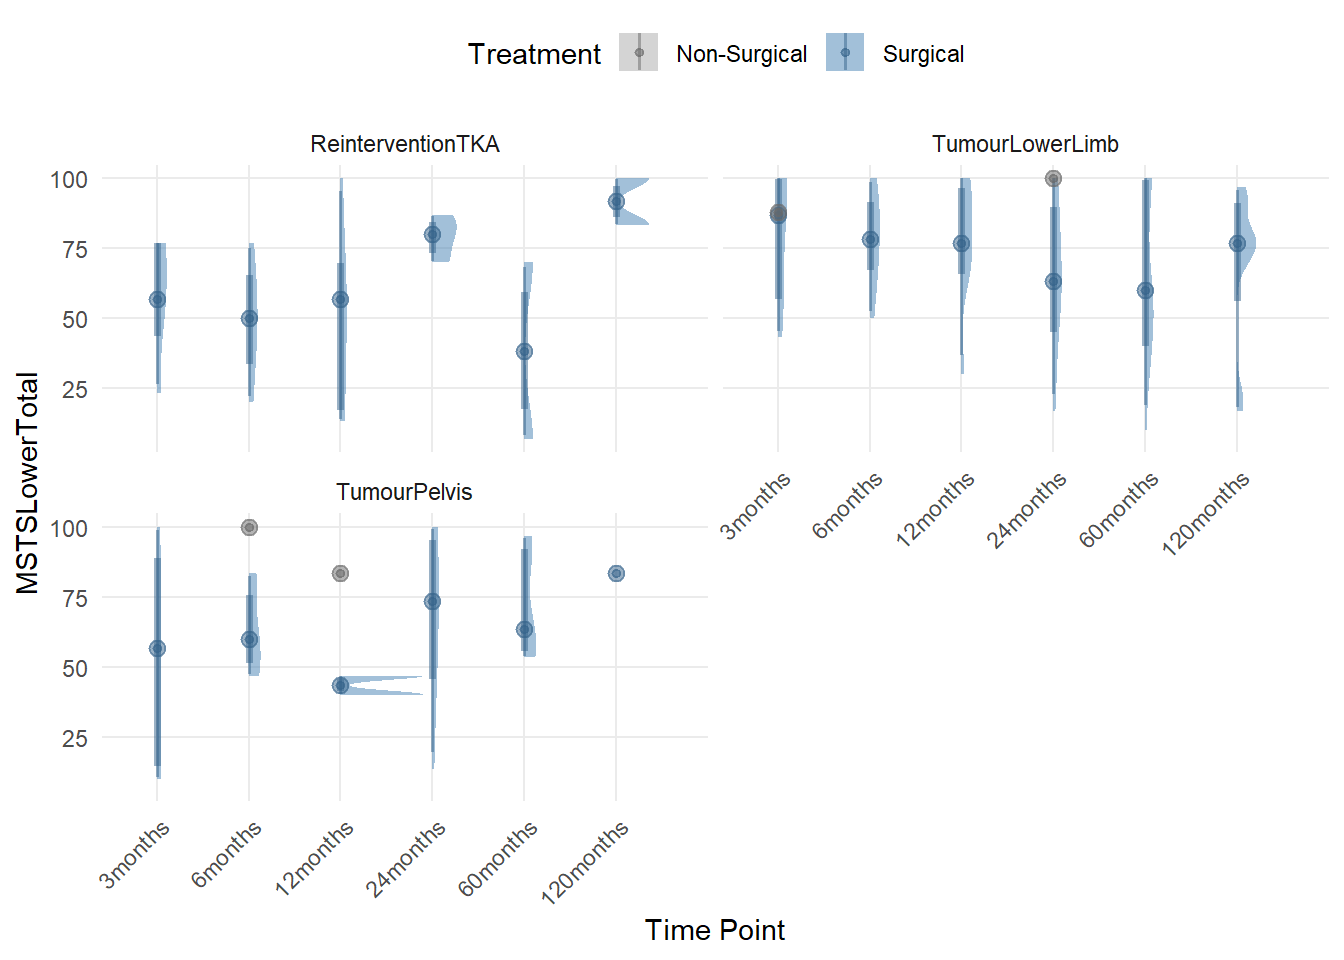 Treatment Non-Surgical Surgical
ReinterventionTKA
TumourLowerLimb
100
75
50
25
3months 6months 12months 24months 60months 120months
TumourPelvis
100
75
50
25
3months 6months 12months 24months 60months 120months
MSTSLowerTotal
Time Point